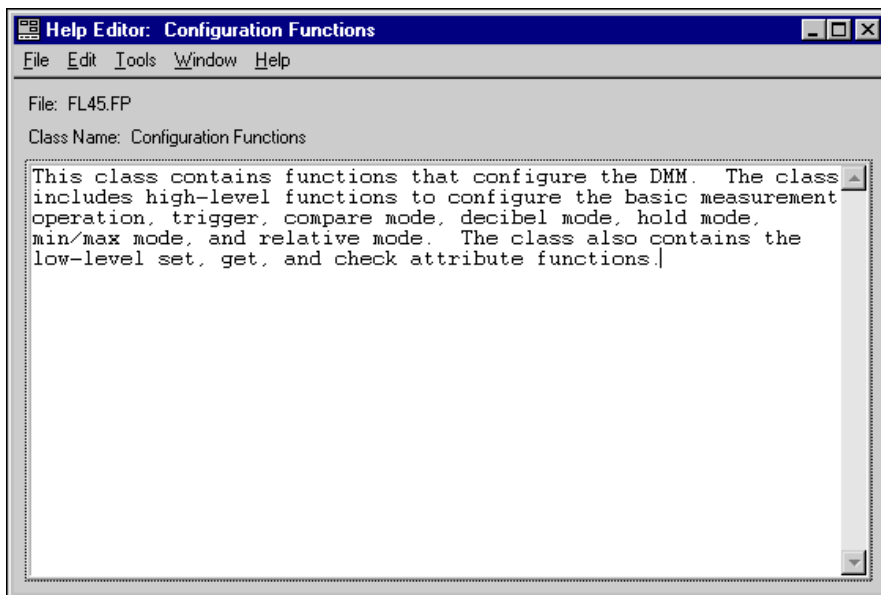 Help Editor:  Configuration Functions
File  Edit  Tools  Window  Help
File:  FL45.FP
Class Name:  Configuration Functions
This class contains functions that configure the DMM.  The class
includes high-level functions to configure the basic measurement
operation, trigger, compare mode, decibel mode, hold mode,
min/max mode, and relative mode.  The class also contains the
low-level set, get, and check attribute functions.